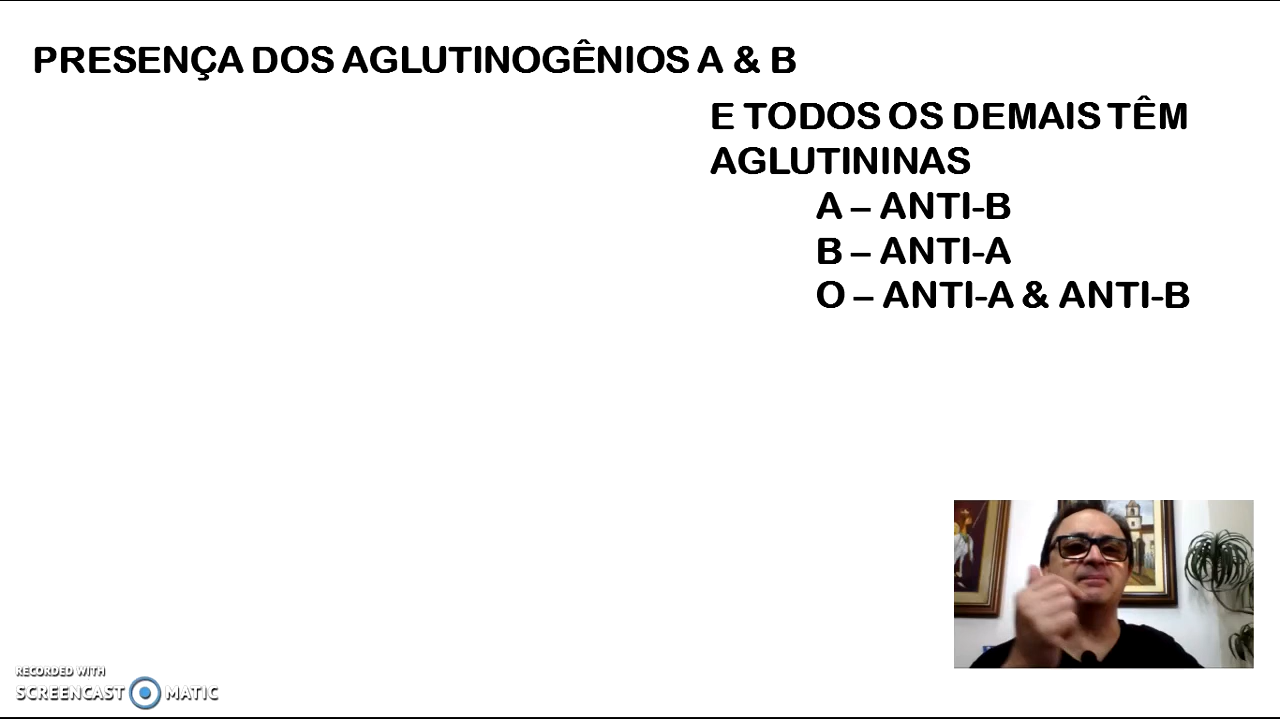 PRESENÇA DOS AGLUTINOGÊNIOS A & B
E TODOS OS DEMAIS TÊM
AGLUTININAS
A – ANTI-B
B – ANTI-A
O – ANTI-A & ANTI-B
RECORDED WITH
SCREENCAST MATIC